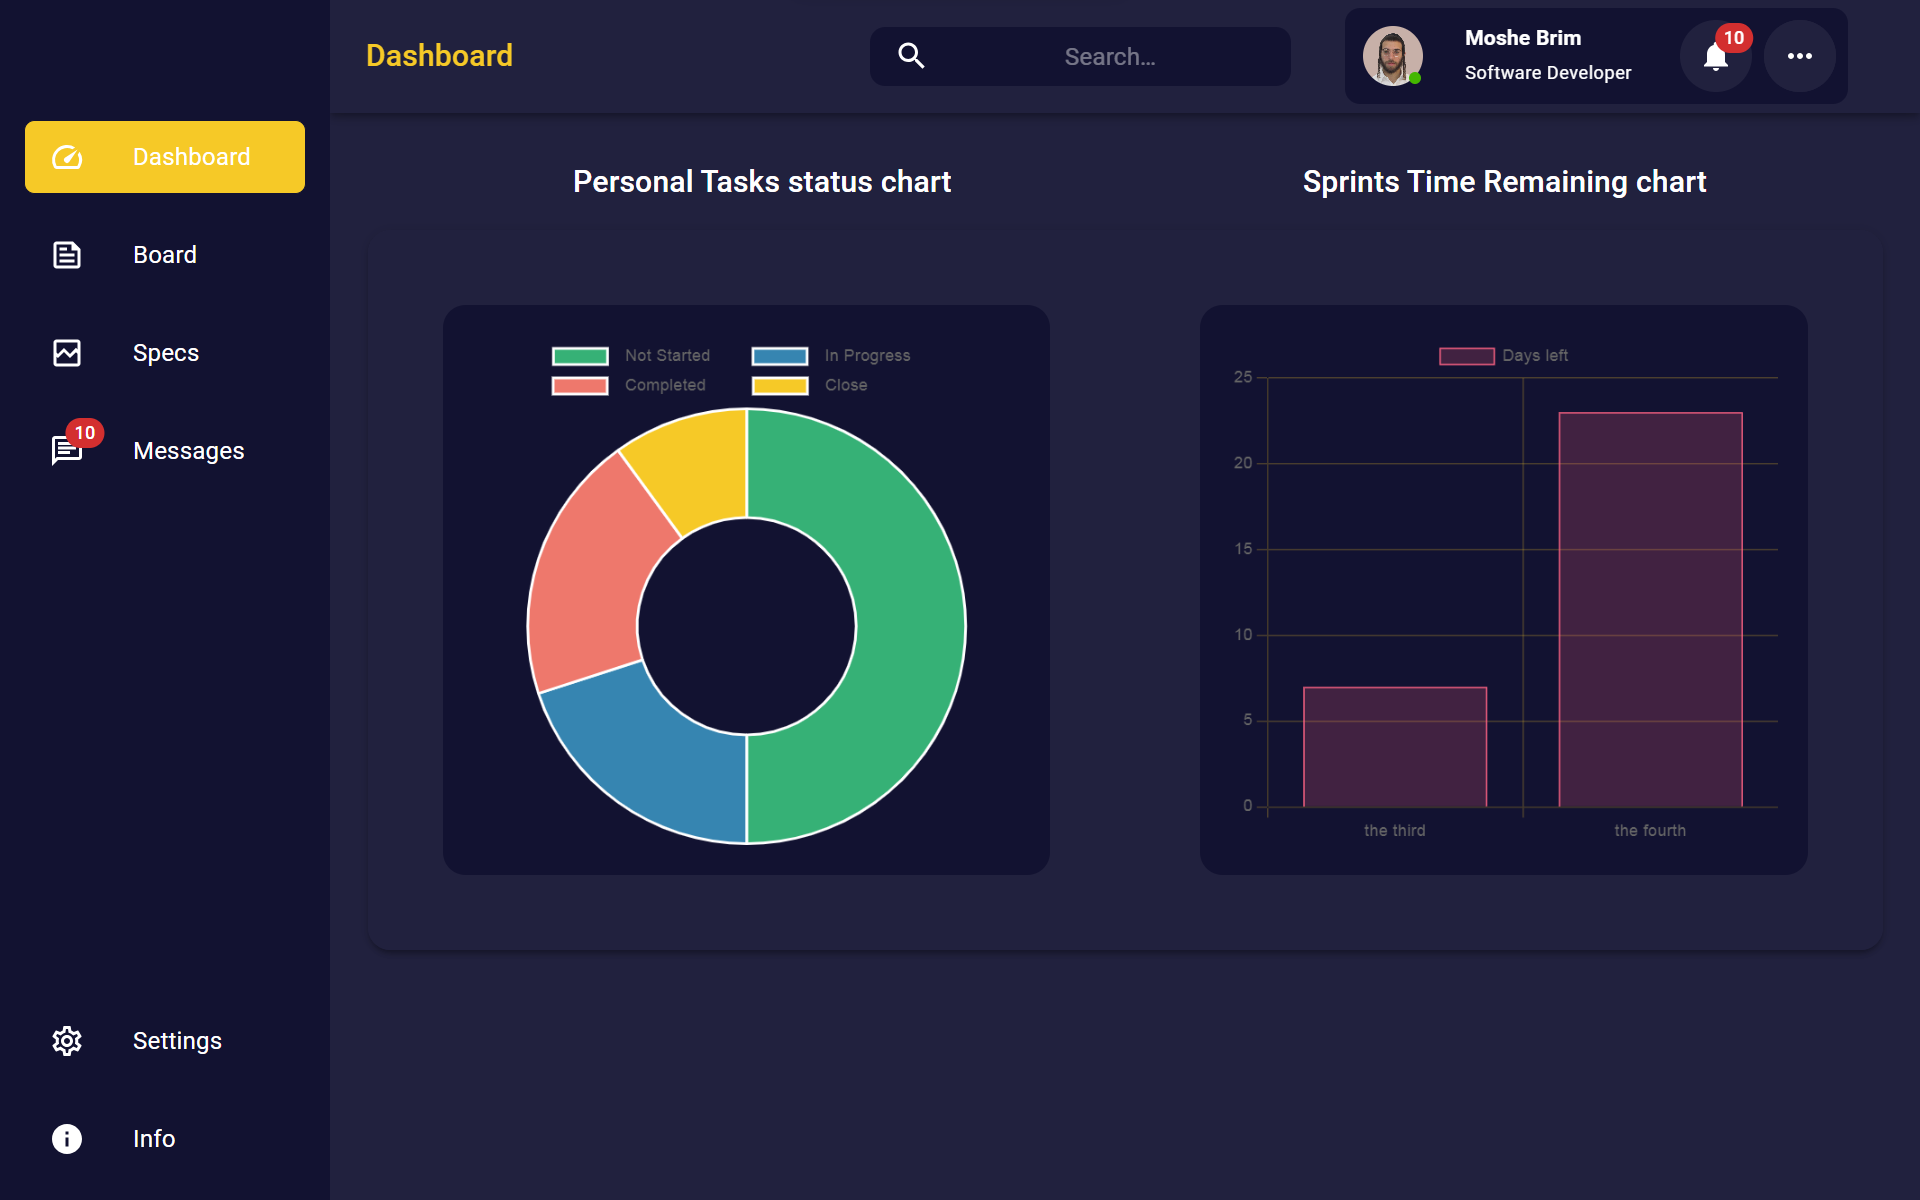 Dashboard
Search...
Moshe Brim
Software Developer
10
Dashboard
Board
Specs
10
Messages
Settings
Info
Personal Tasks status chart
Not Started
In Progress
Completed
Close
Sprints Time Remaining chart
Days left
25
20
15
10
5
0
the third
the fourth